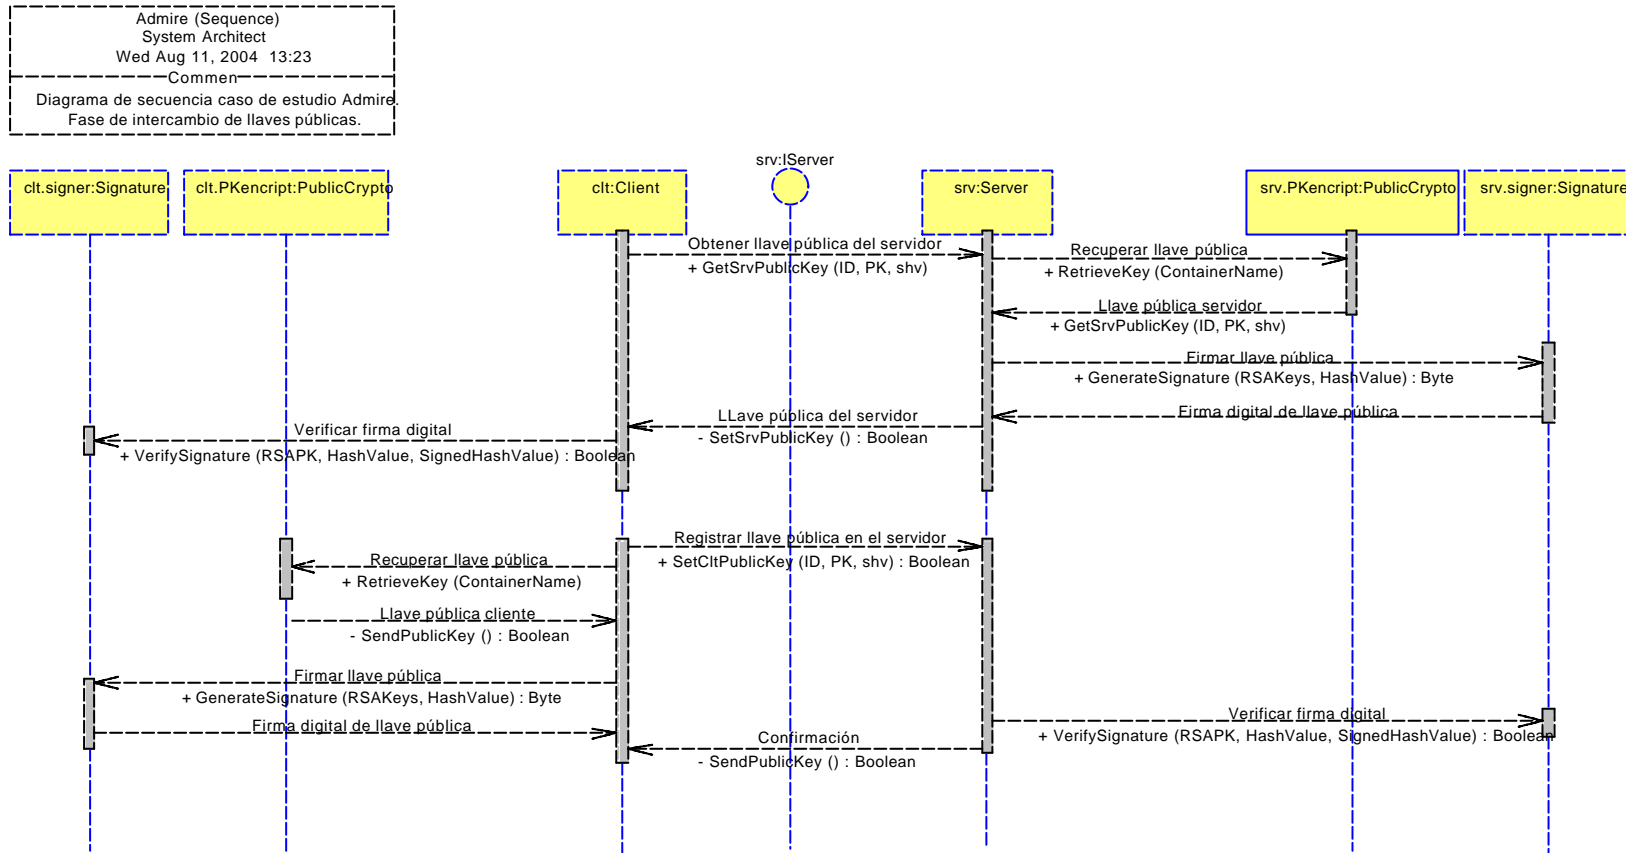 Admire (Sequence)
System Architect
Wed Aug 11, 2004  13:23
Commen
Diagrama de secuencia caso de estudio Admire.
Fase de intercambio de llaves públicas.
srv:IServer
clt.signer:Signature
clt.PKencript:PublicCrypto
clt:Client
srv:Server
srv.PKencript:PublicCrypto
srv.signer:Signature
Obtener llave pública del servidor
+ GetSrvPublicKey (ID, PK, shv)
Recuperar llave pública
+ RetrieveKey (ContainerName)
Llave pública servidor
+ GetSrvPublicKey (ID, PK, shv)
Firmar llave pública
+ GenerateSignature (RSAKeys, HashValue) : Byte
Firma digital de llave pública
LLave pública del servidor
- SetSrvPublicKey () : Boolean
Verificar firma digital
+ VerifySignature (RSAPK, HashValue, SignedHashValue) : Boolean
Registrar llave pública en el servidor
+ SetCltPublicKey (ID, PK, shv) : Boolean
Recuperar llave pública
+ RetrieveKey (ContainerName)
Llave pública cliente
- SendPublicKey () : Boolean
Firmar llave pública
+ GenerateSignature (RSAKeys, HashValue) : Byte
Firma digital de llave pública
Verificar firma digital
+ VerifySignature (RSAPK, HashValue, SignedHashValue) : Boolean
Confirmación
- SendPublicKey () : Boolean